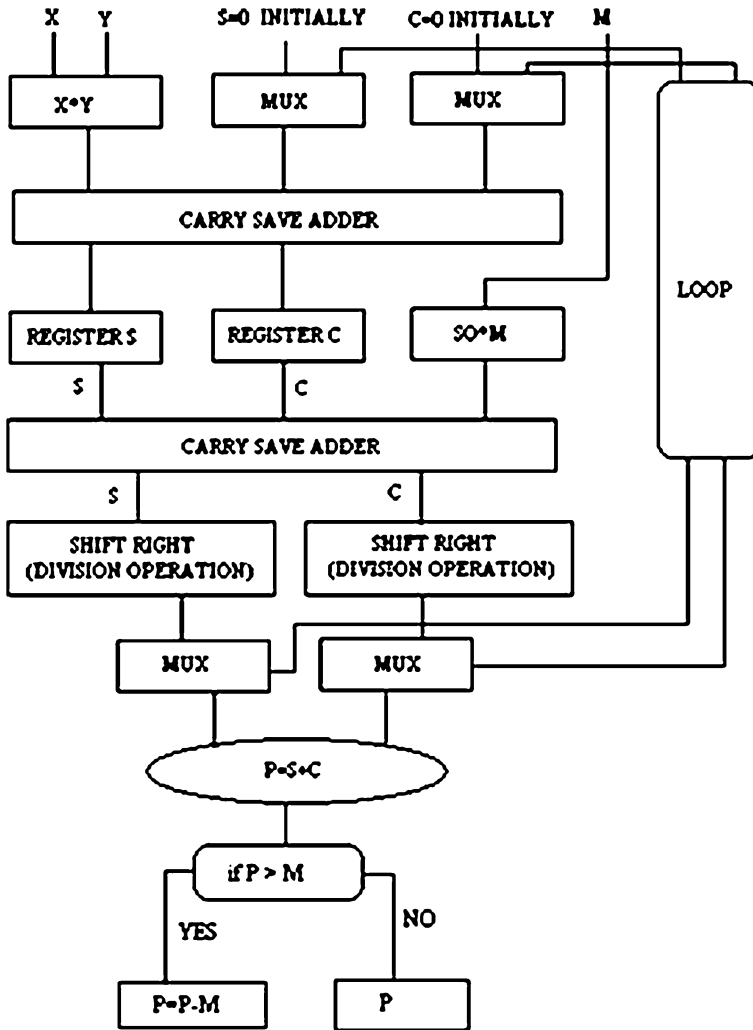 X Y S=0 INITIALLY C=0 INITIALLY M
X*Y MUX MUX
CARRY SAVE ADDER
LOOP
REGISTER S REGISTER C SO*M
S C
CARRY SAVE ADDER
S C
SHIFT RIGHT
(DIVISION OPERATION)
SHIFT RIGHT
(DIVISION OPERATION)
MUX MUX
P=S+C
if P > M
YES NO
P=P-M P